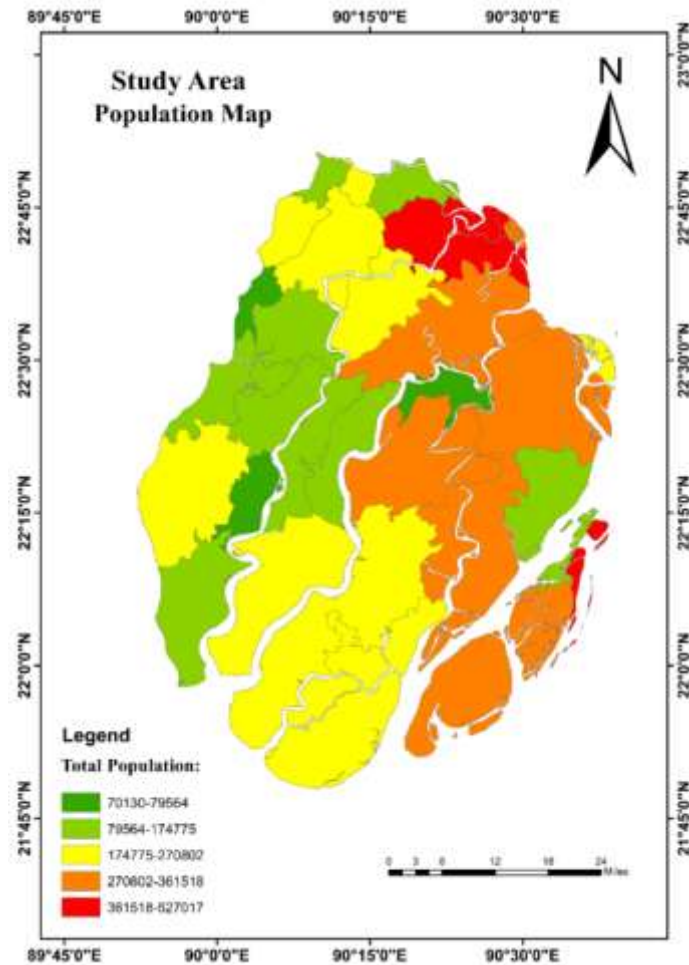 89°45'0"E 90°0'0"E 90°15'0"E 90°30'0"E
Study Area
Population Map
N
23°0'0"N 23°0'0"N
22°45'0"N 22°45'0"N
22°30'0"N 22°30'0"N
22°15'0"N 22°15'0"N
22°0'0"N 22°0'0"N
21°45'0"N 21°45'0"N
Legend
Total Population:
70130-79564
79564-174775
174775-270802
270802-361518
361518-527017
0 3 6 12 18 24
Miles
89°45'0"E 90°0'0"E 90°15'0"E 90°30'0"E